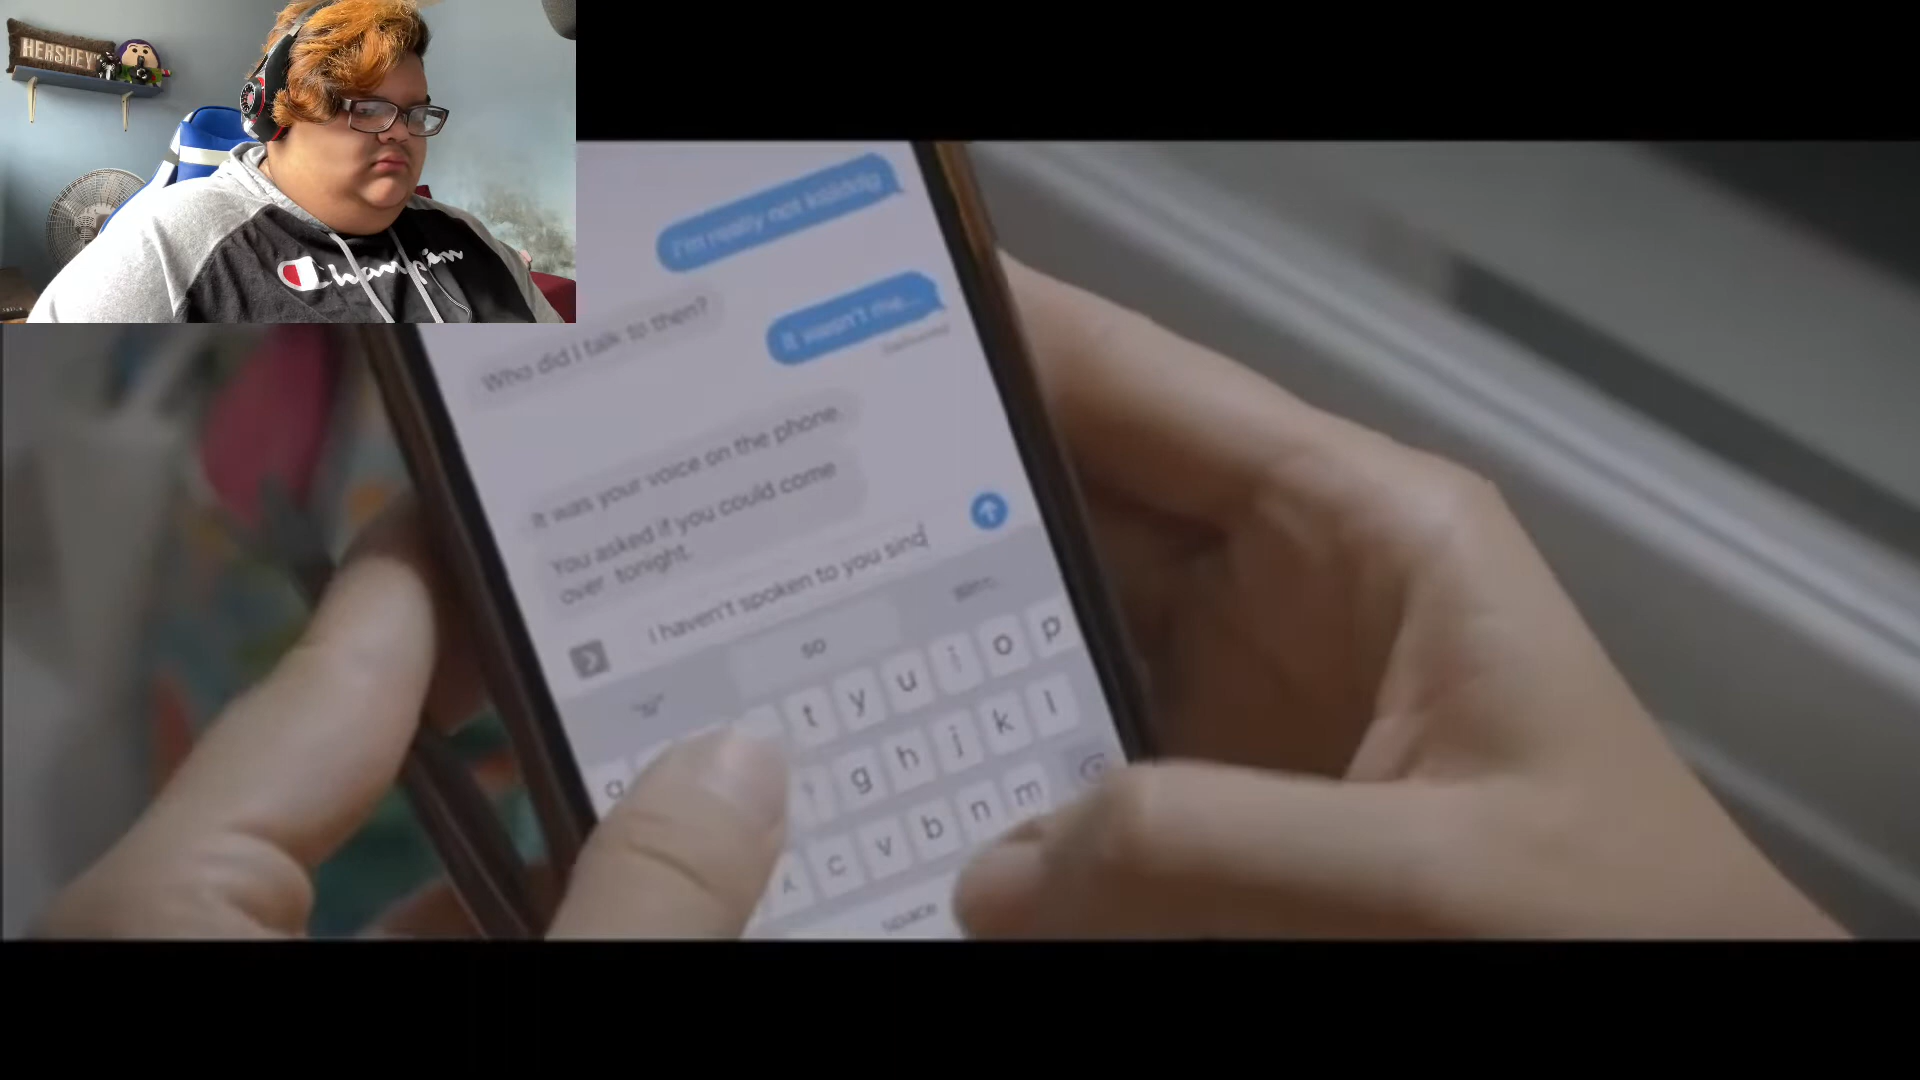 HERSHEY'S
Champion
I'm really not kidding
Who did I talk to then?
It wasn't me...
Delivered
It was your voice on the phone.
You asked if you could come
over tonight.
I haven't spoken to you sinc
so
t y u i o p
g h j k l
c v b n m
space